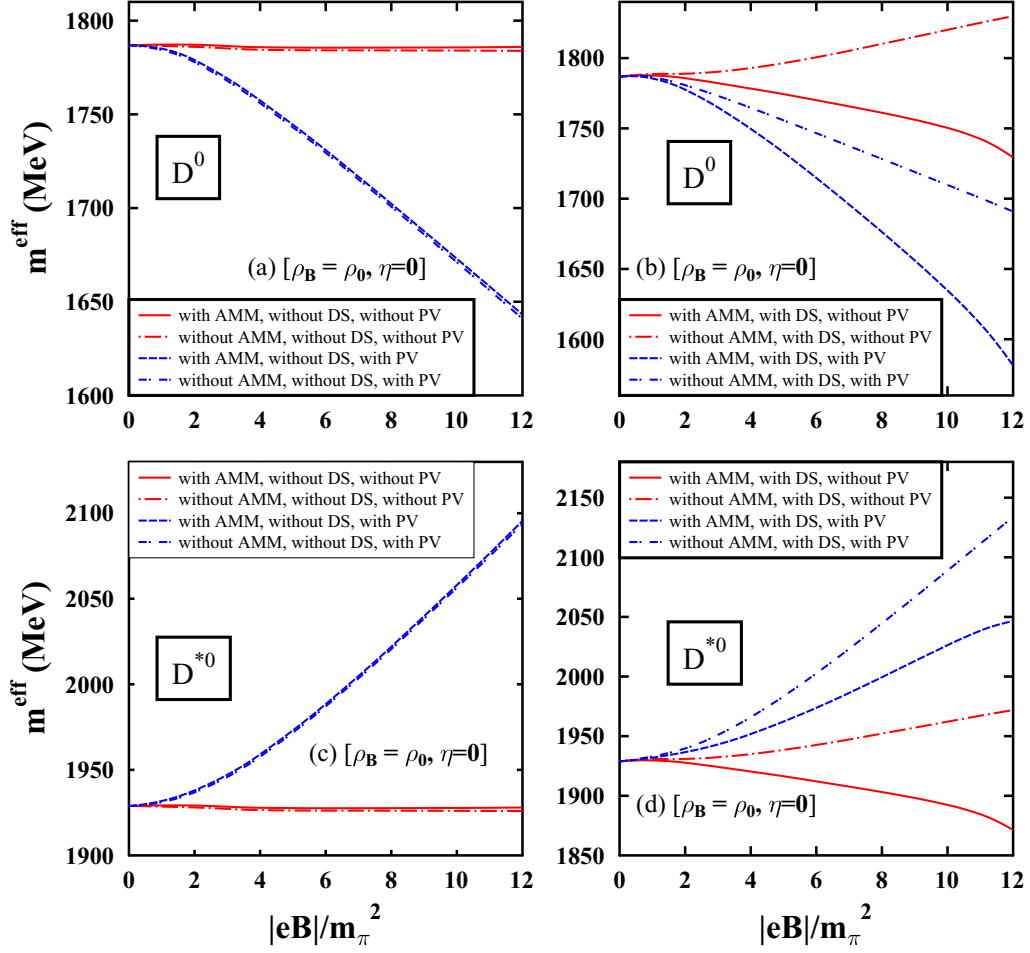 m^eff (MeV)
1800
1750
1700
1650
1600
D^0
(a) [ρ_B = ρ_0, η=0]
with AMM, without DS, without PV
without AMM, without DS, without PV
with AMM, without DS, with PV
without AMM, without DS, with PV
0 2 4 6 8 10 12
1800
1750
1700
1650
1600
D^0
(b) [ρ_B = ρ_0, η=0]
with AMM, with DS, without PV
without AMM, with DS, without PV
with AMM, with DS, with PV
without AMM, with DS, with PV
0 2 4 6 8 10 12
m^eff (MeV)
2100
2050
2000
1950
1900
with AMM, without DS, without PV
without AMM, without DS, without PV
with AMM, without DS, with PV
without AMM, without DS, with PV
D^*0
(c) [ρ_B = ρ_0, η=0]
0 2 4 6 8 10 12
|eB|/m_π^2
2150
2100
2050
2000
1950
1900
1850
with AMM, with DS, without PV
without AMM, with DS, without PV
with AMM, with DS, with PV
without AMM, with DS, with PV
D^*0
(d) [ρ_B = ρ_0, η=0]
0 2 4 6 8 10 12
|eB|/m_π^2